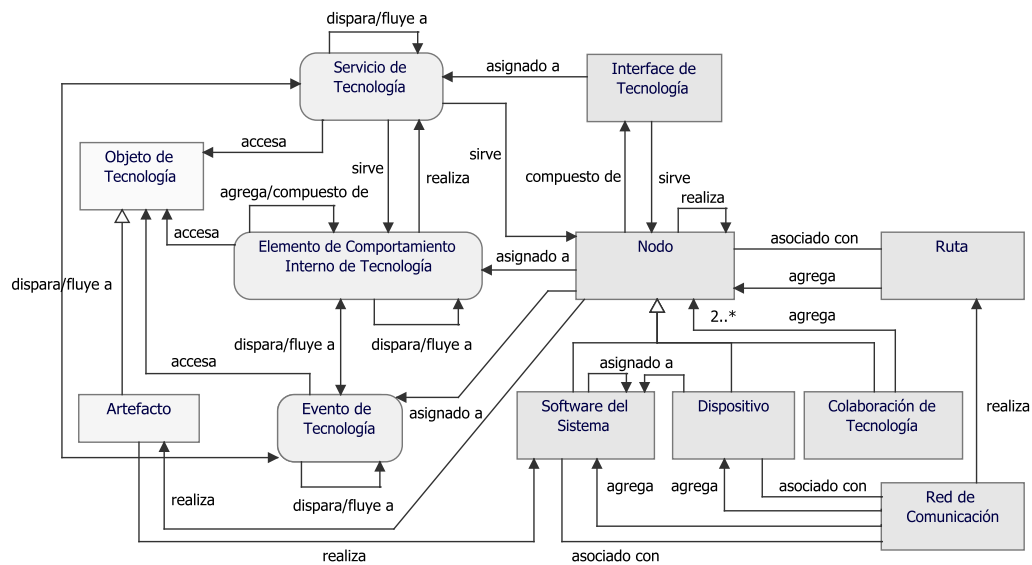 dispara/fluye a
Servicio de
Tecnología
asignado a
Interface de
Tecnología
accesa
sirve
realiza
sirve
compuesto de
sirve
realiza
Objeto de
Tecnología
agrega/compuesto de
accesa
Elemento de Comportamiento
Interno de Tecnología
asignado a
Nodo
asociado con
Ruta
agrega
dispara/fluye a
2..*
agrega
dispara/fluye a
dispara/fluye a
accesa
asignado a
Artefacto
Evento de
Tecnología
asignado a
Software del
Sistema
Dispositivo
Colaboración de
Tecnología
realiza
realiza
dispara/fluye a
agrega
agrega
asociado con
Red de
Comunicación
realiza
asociado con